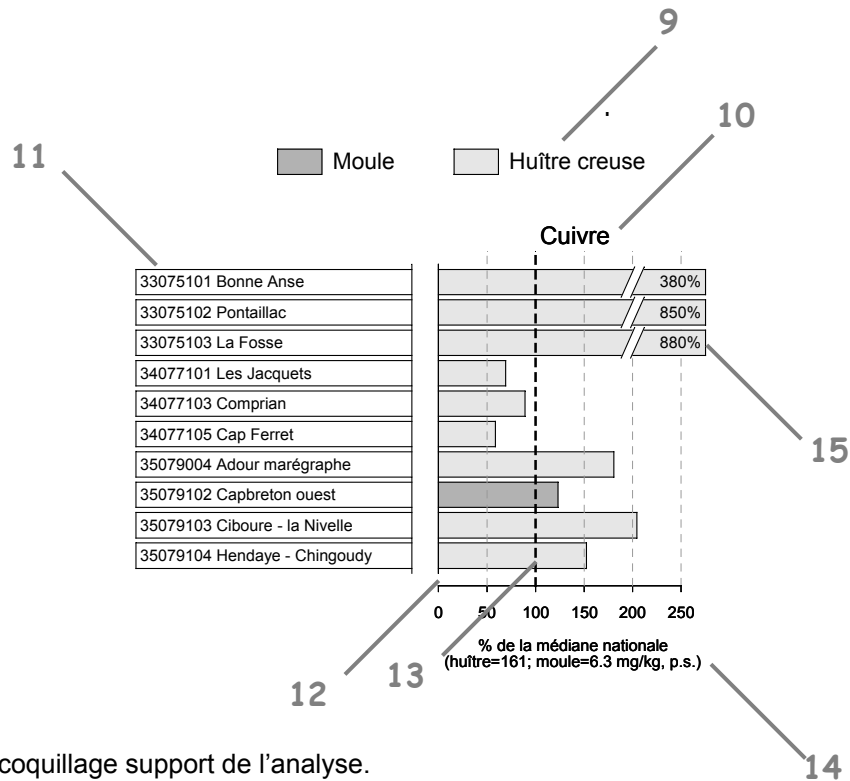 9
10
11
Moule
Huître creuse
Cuivre
33075101 Bonne Anse
380%
33075102 Pontaillac
850%
33075103 La Fosse
880%
34077101 Les Jacquets
34077103 Comprian
34077105 Cap Ferret
15
35079004 Adour marégraphe
35079102 Capbreton ouest
35079103 Ciboure - la Nivelle
35079104 Hendaye - Chingoudy
0 50 100 150 200 250
% de la médiane nationale
(huître=161; moule=6.3 mg/kg, p.s.)
12
13
14
coquillage support de l’analyse.